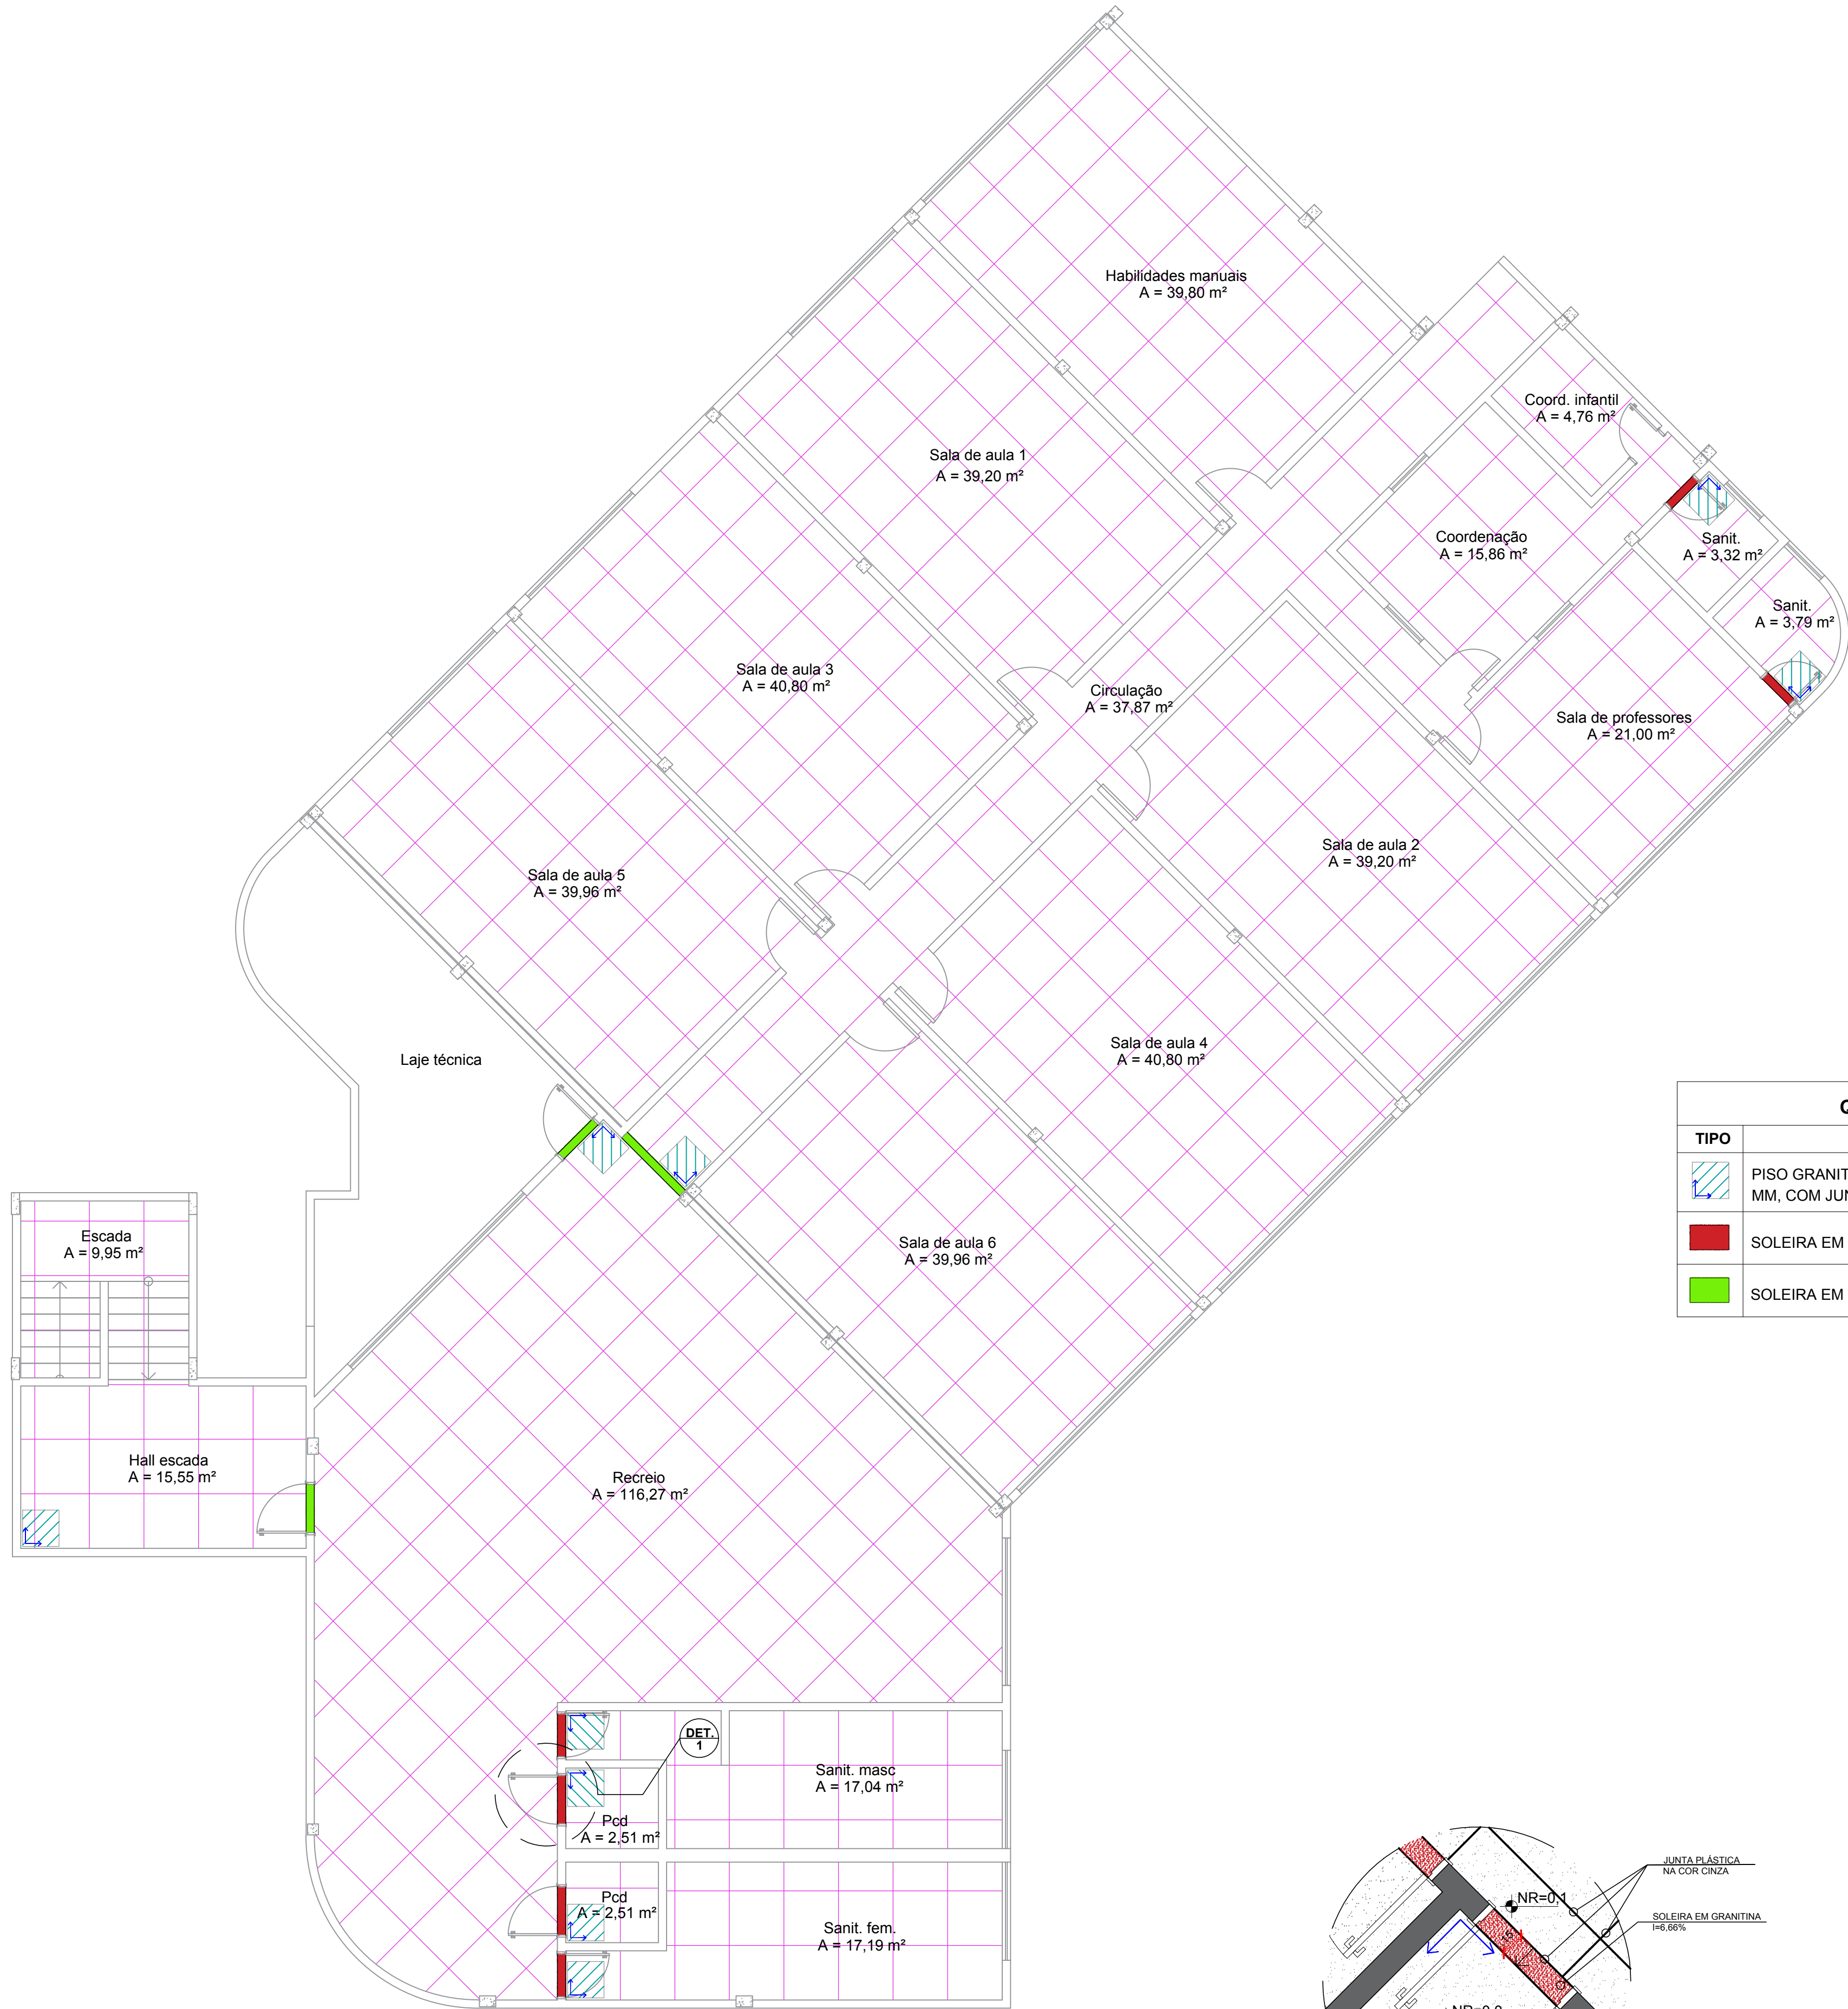 Habilidades manuais
A = 39,80 m²
Coord. infantil
A = 4,76 m²
Sala de aula 1
A = 39,20 m²
Coordenação
A = 15,86 m²
Sanit.
A = 3,32 m²
Sanit.
A = 3,79 m²
Sala de aula 3
A = 40,80 m²
Circulação
A = 37,87 m²
Sala de professores
A = 21,00 m²
Sala de aula 2
A = 39,20 m²
Sala de aula 5
A = 39,96 m²
Laje técnica
Sala de aula 4
A = 40,80 m²
Q
TIPO
PISO GRANIT
MM, COM JUN
SOLEIRA EM
SOLEIRA EM
Escada
A = 9,95 m²
Sala de aula 6
A = 39,96 m²
Hall escada
A = 15,55 m²
Recreio
A = 116,27 m²
DET.
1
Sanit. masc
A = 17,04 m²
Pcd
A = 2,51 m²
Pcd
A = 2,51 m²
Sanit. fem.
A = 17,19 m²
JUNTA PLÁSTICA
NA COR CINZA
NR=0,1
SOLEIRA EM GRANITINA
I=6,66%
15